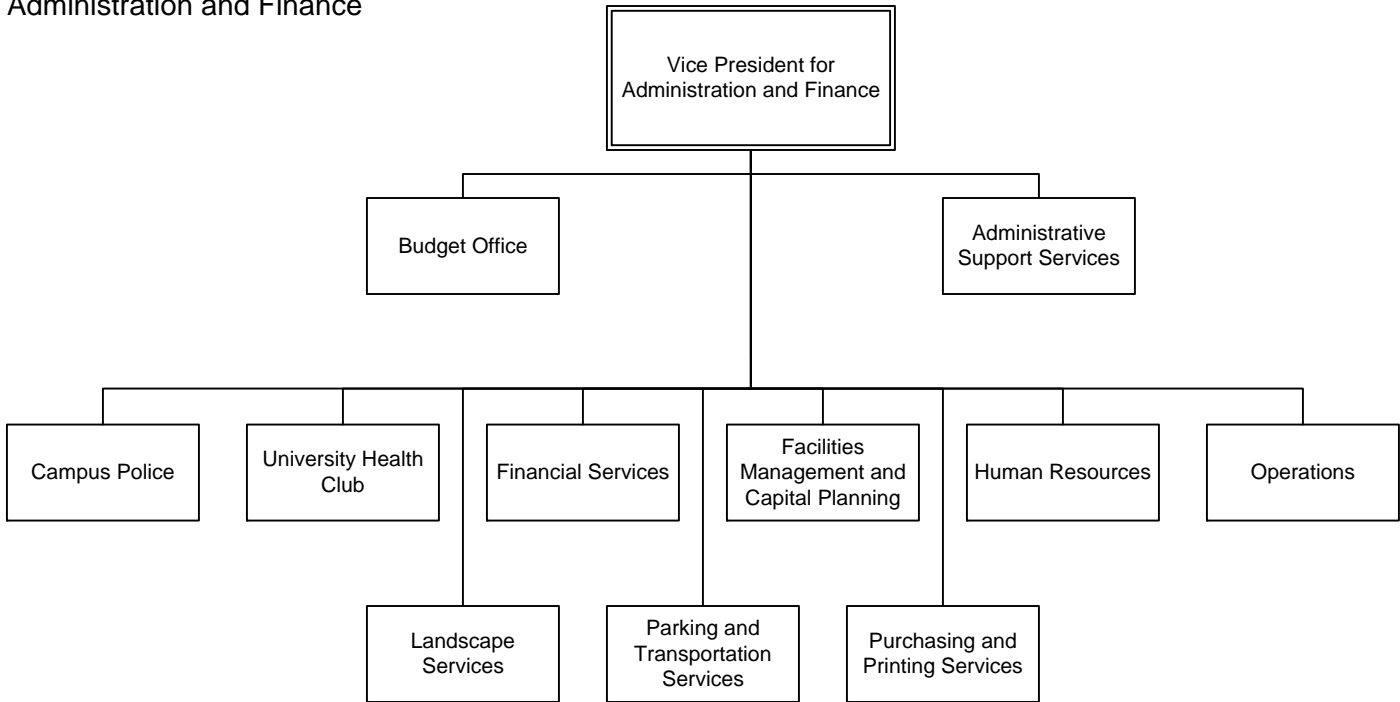 Administration and Finance
Vice President for
Administration and Finance
Budget Office
Administrative
Support Services
Campus Police
University Health
Club
Financial Services
Facilities
Management and
Capital Planning
Human Resources
Operations
Landscape
Services
Parking and
Transportation
Services
Purchasing and
Printing Services